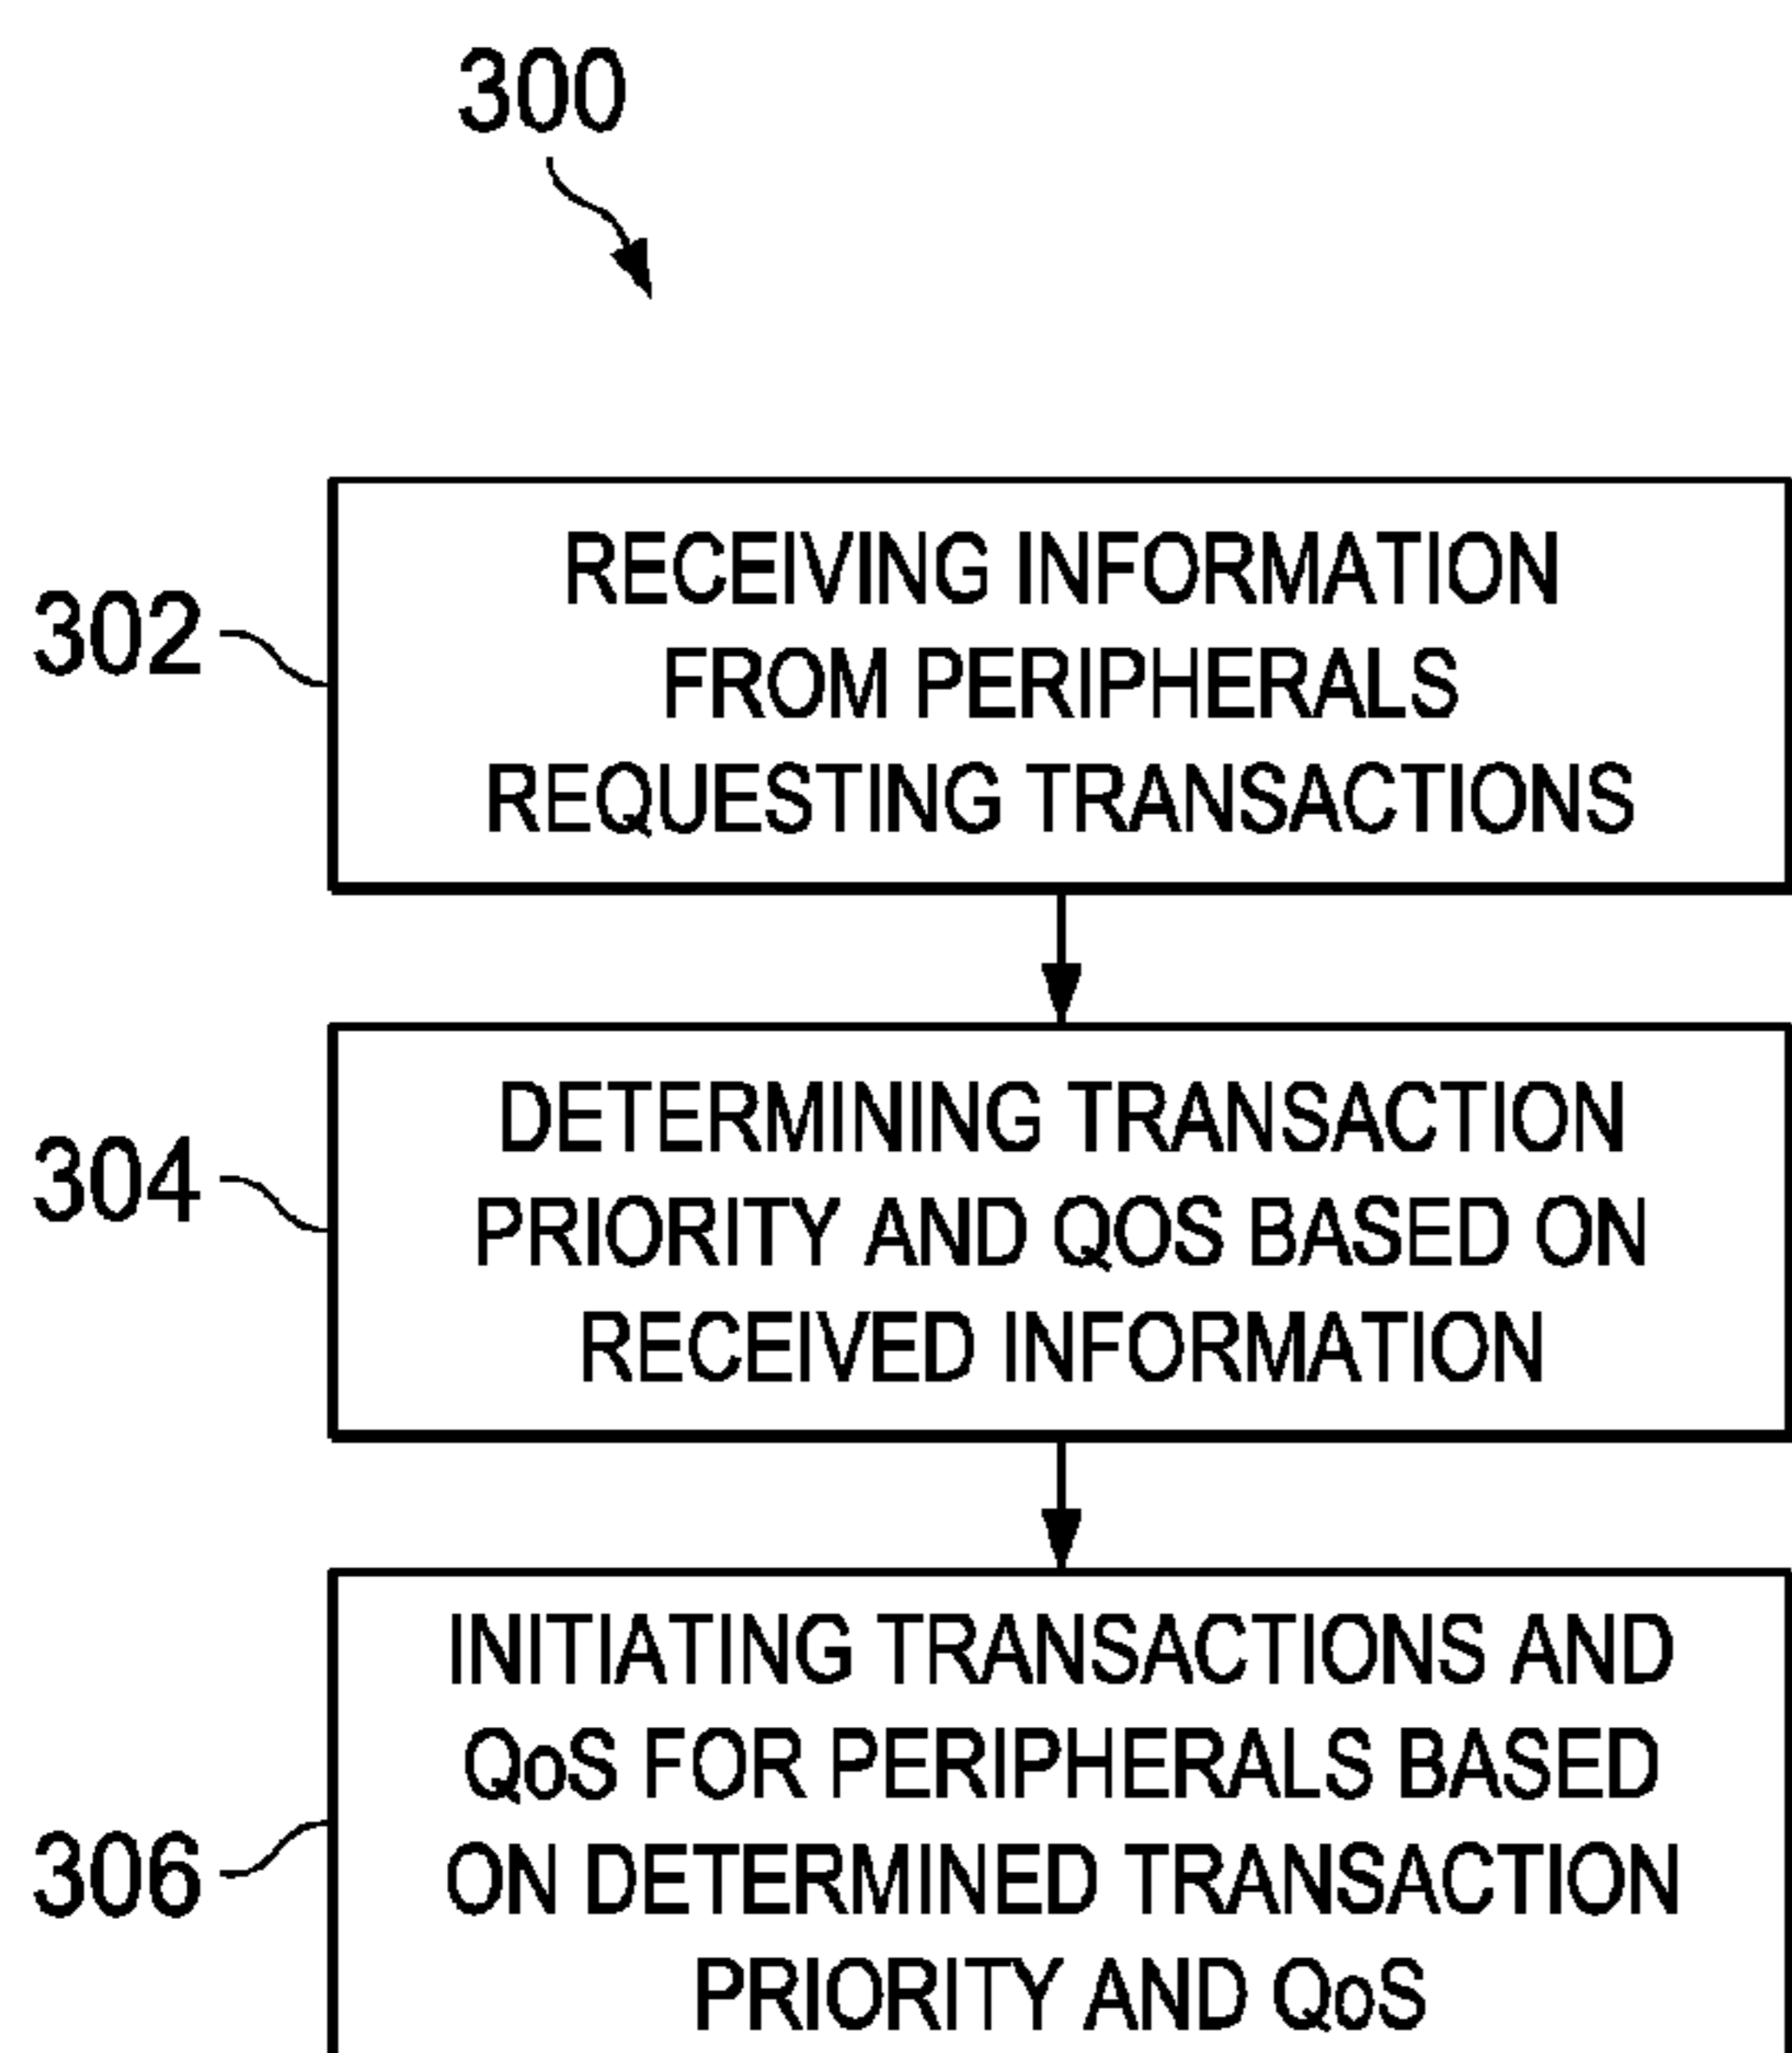 300
302
RECEIVING INFORMATION
FROM PERIPHERALS
REQUESTING TRANSACTIONS
304
DETERMINING TRANSACTION
PRIORITY AND QOS BASED ON
RECEIVED INFORMATION
306
INITIATING TRANSACTIONS AND
QoS FOR PERIPHERALS BASED
ON DETERMINED TRANSACTION
PRIORITY AND QoS